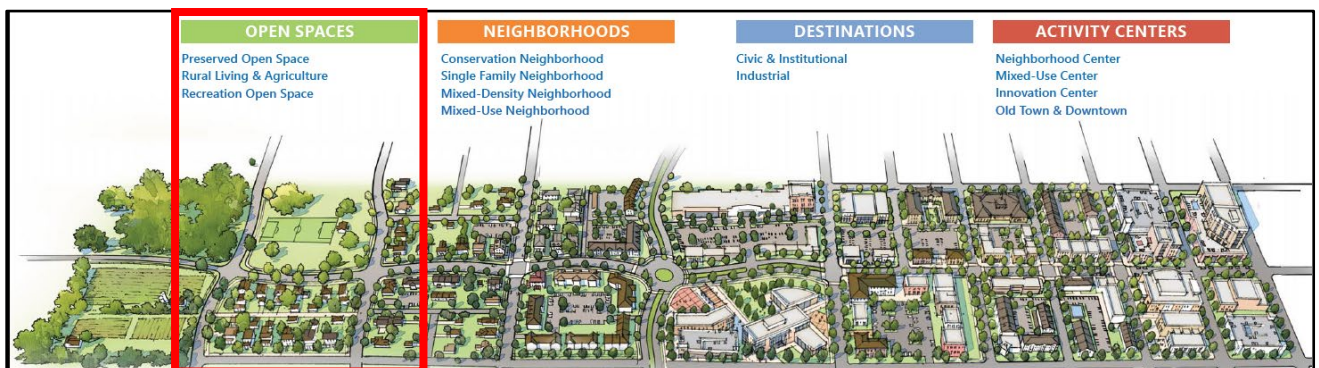 OPEN SPACES
Preserved Open Space
Rural Living & Agriculture
Recreation Open Space
NEIGHBORHOODS
Conservation Neighborhood
Single Family Neighborhood
Mixed-Density Neighborhood
Mixed-Use Neighborhood
DESTINATIONS
Civic & Institutional
Industrial
ACTIVITY CENTERS
Neighborhood Center
Mixed-Use Center
Innovation Center
Old Town & Downtown